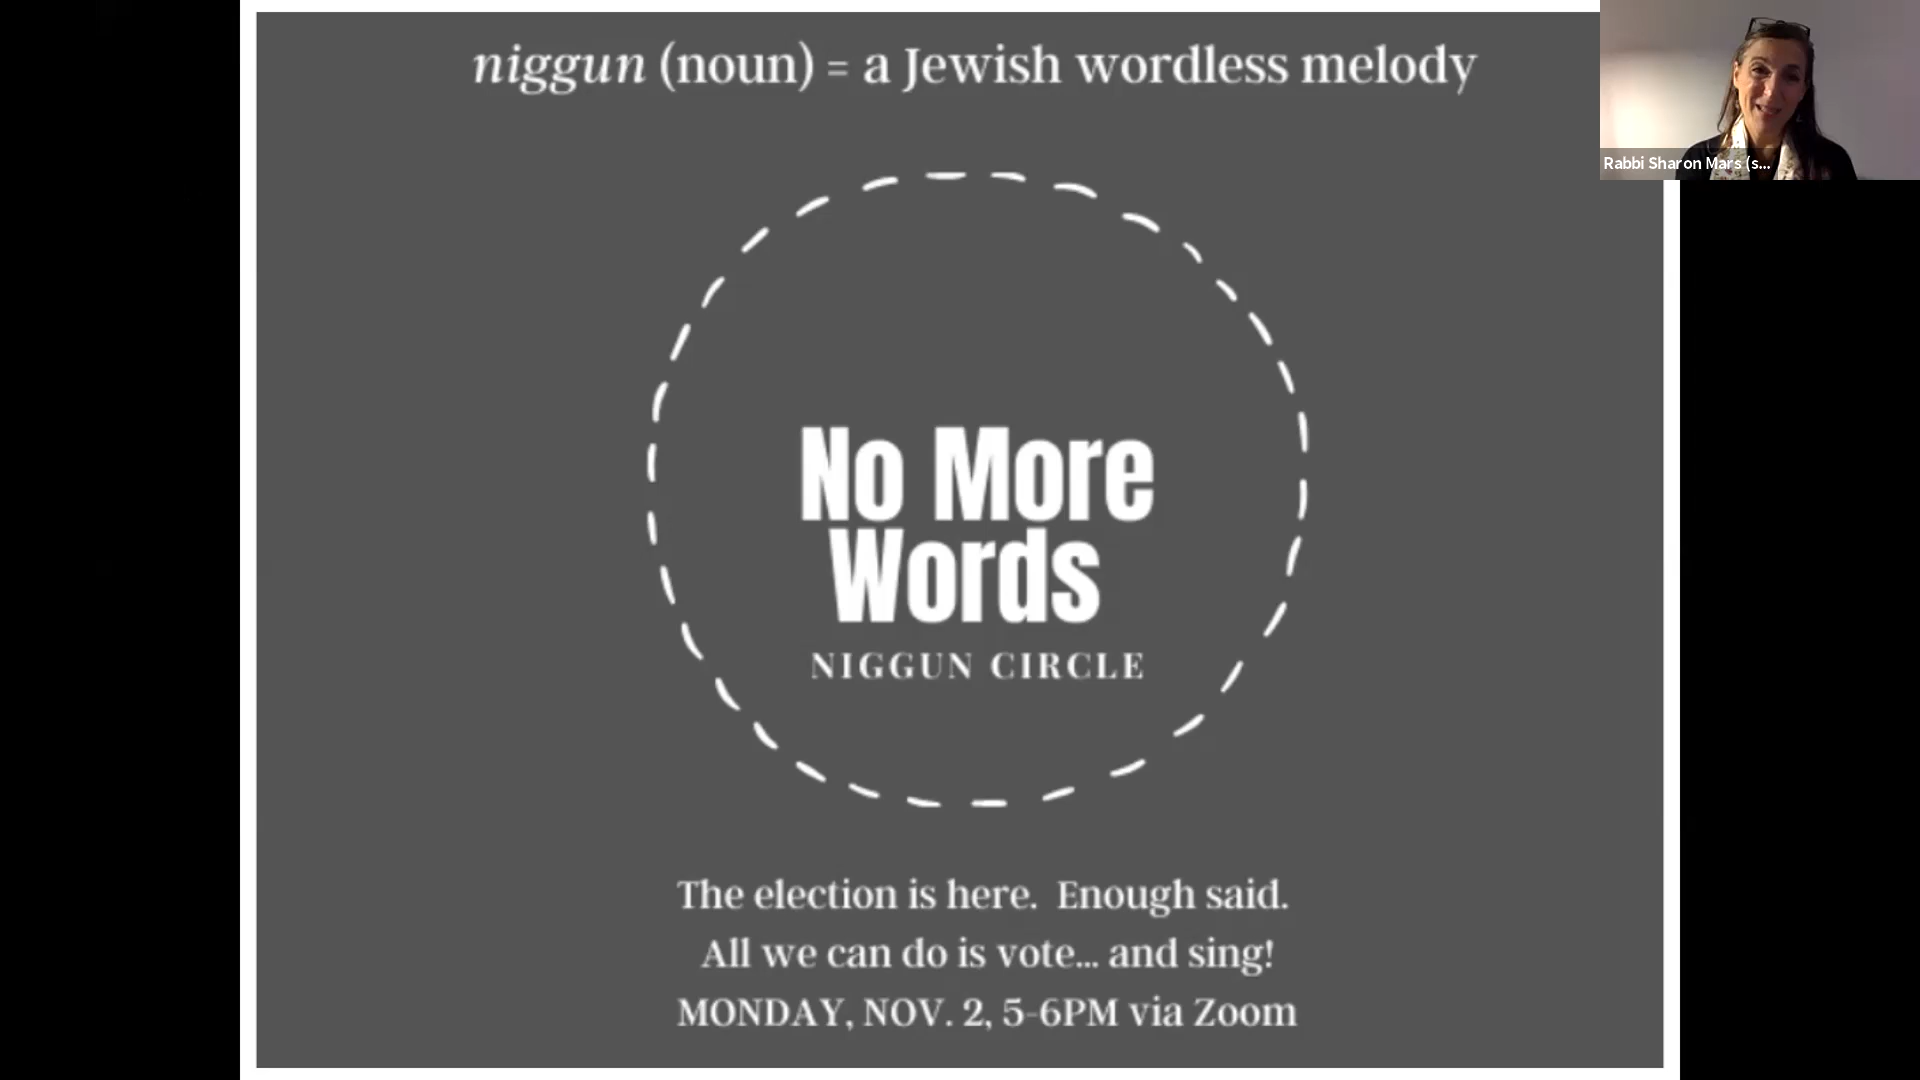 niggun (noun) = a Jewish wordless melody
Rabbi Sharon Mars (s...
No More
Words
NIGGUN CIRCLE
The election is here.  Enough said.
All we can do is vote... and sing!
MONDAY, NOV. 2, 5-6PM via Zoom